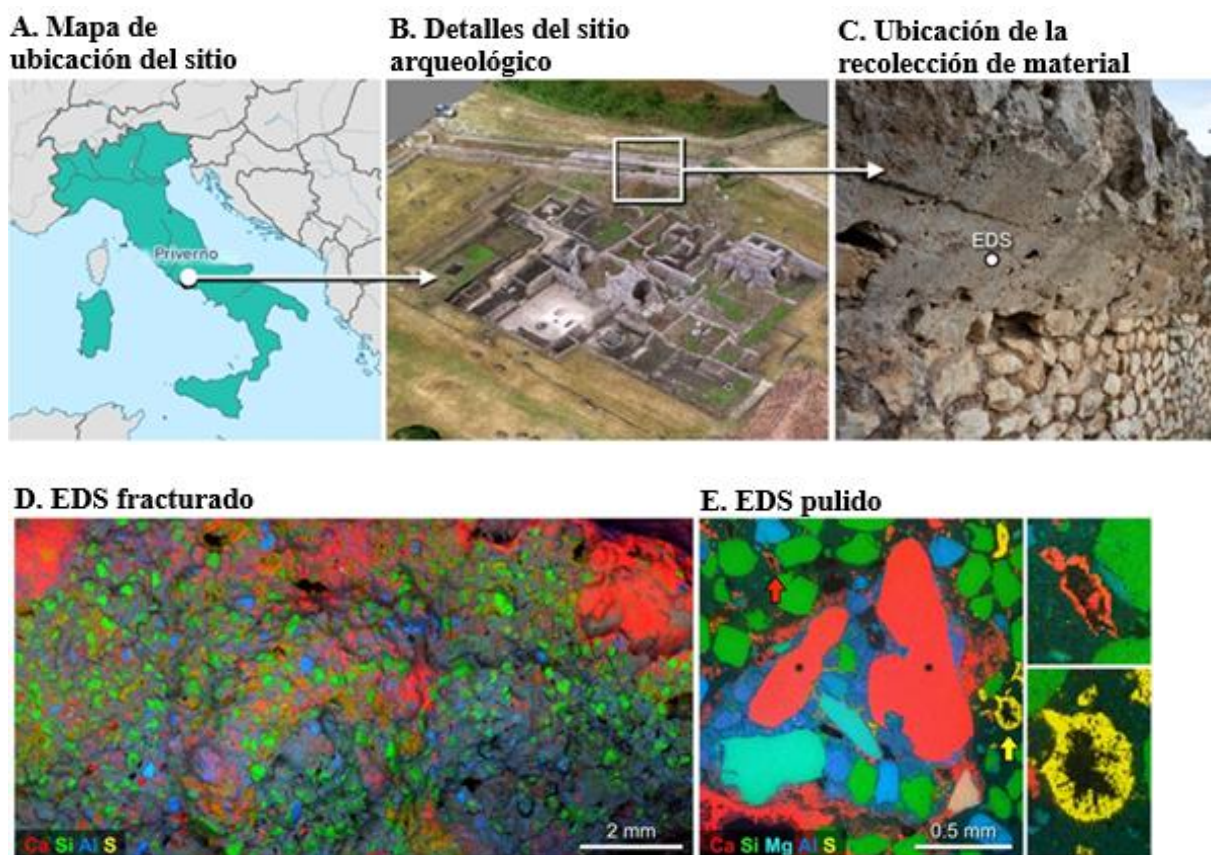 A. Mapa de
ubicación del sitio
B. Detalles del sitio
arqueológico
C. Ubicación de la
recolección de material
Priverno
EDS
D. EDS fracturado
E. EDS pulido
Ca Si Al S
2 mm
Ca Si Mg Al S
0.5 mm